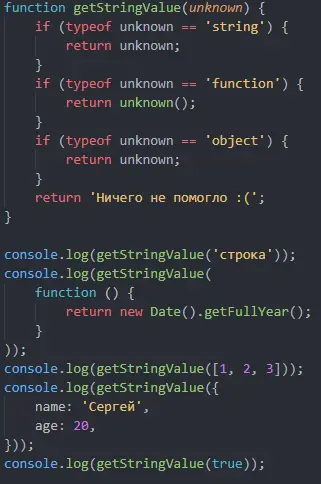 function getStringValue(unknown) {
    if (typeof unknown == 'string') {
        return unknown;
    }
    if (typeof unknown == 'function') {
        return unknown();
    }
    if (typeof unknown == 'object') {
        return unknown;
    }
    return 'Ничего не помогло :(';
}

console.log(getStringValue('строка'));
console.log(getStringValue(
    function () {
        return new Date().getFullYear();
    }
));
console.log(getStringValue([1, 2, 3]));
console.log(getStringValue({
    name: 'Сергей',
    age: 20,
}));
console.log(getStringValue(true));